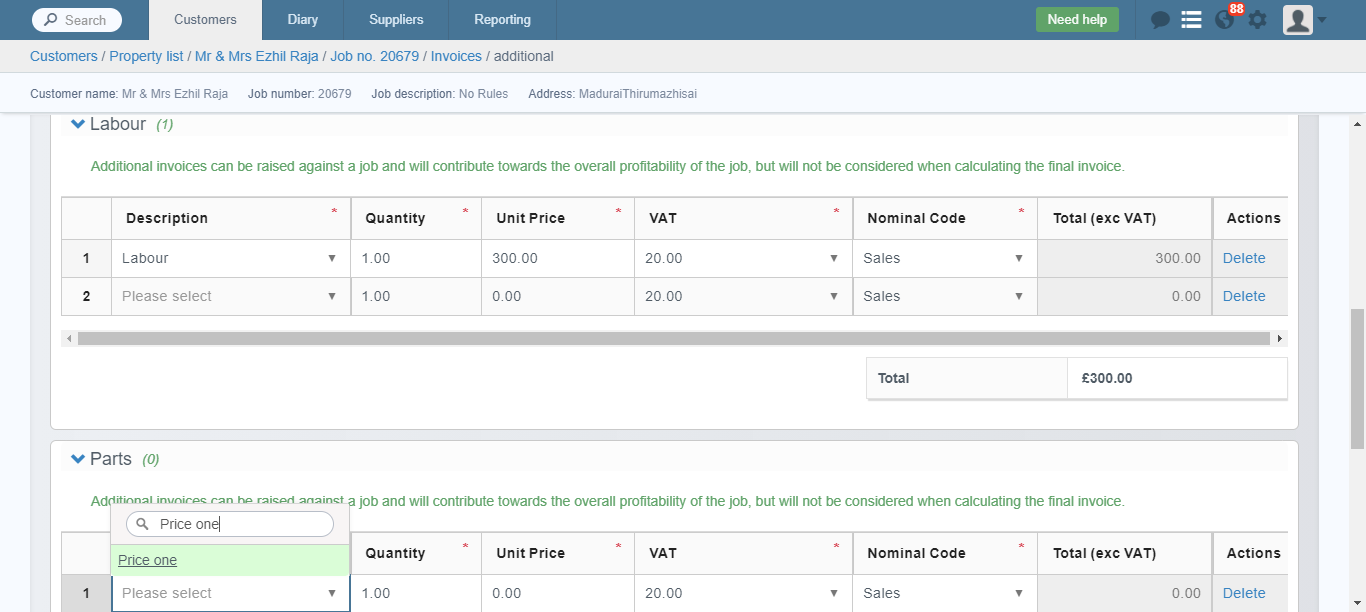 Search Customers Diary Suppliers Reporting Need help 88
Customers / Property list / Mr & Mrs Ezhil Raja / Job no. 20679 / Invoices / additional
Customer name: Mr & Mrs Ezhil Raja Job number: 20679 Job description: No Rules Address: MaduraiThirumazhisai
Labour (1)
Additional invoices can be raised against a job and will contribute towards the overall profitability of the job, but will not be considered when calculating the final invoice.
Description * Quantity * Unit Price * VAT * Nominal Code * Total (exc VAT) Actions
1 Labour 1.00 300.00 20.00 Sales 300.00 Delete
2 Please select 1.00 0.00 20.00 Sales 0.00 Delete
Total £300.00
Parts (0)
Additional invoices can be raised against a job and will contribute towards the overall profitability of the job, but will not be considered when calculating the final invoice.
Price one
Quantity * Unit Price * VAT * Nominal Code * Total (exc VAT) Actions
Price one
1 Please select 1.00 0.00 20.00 Sales 0.00 Delete